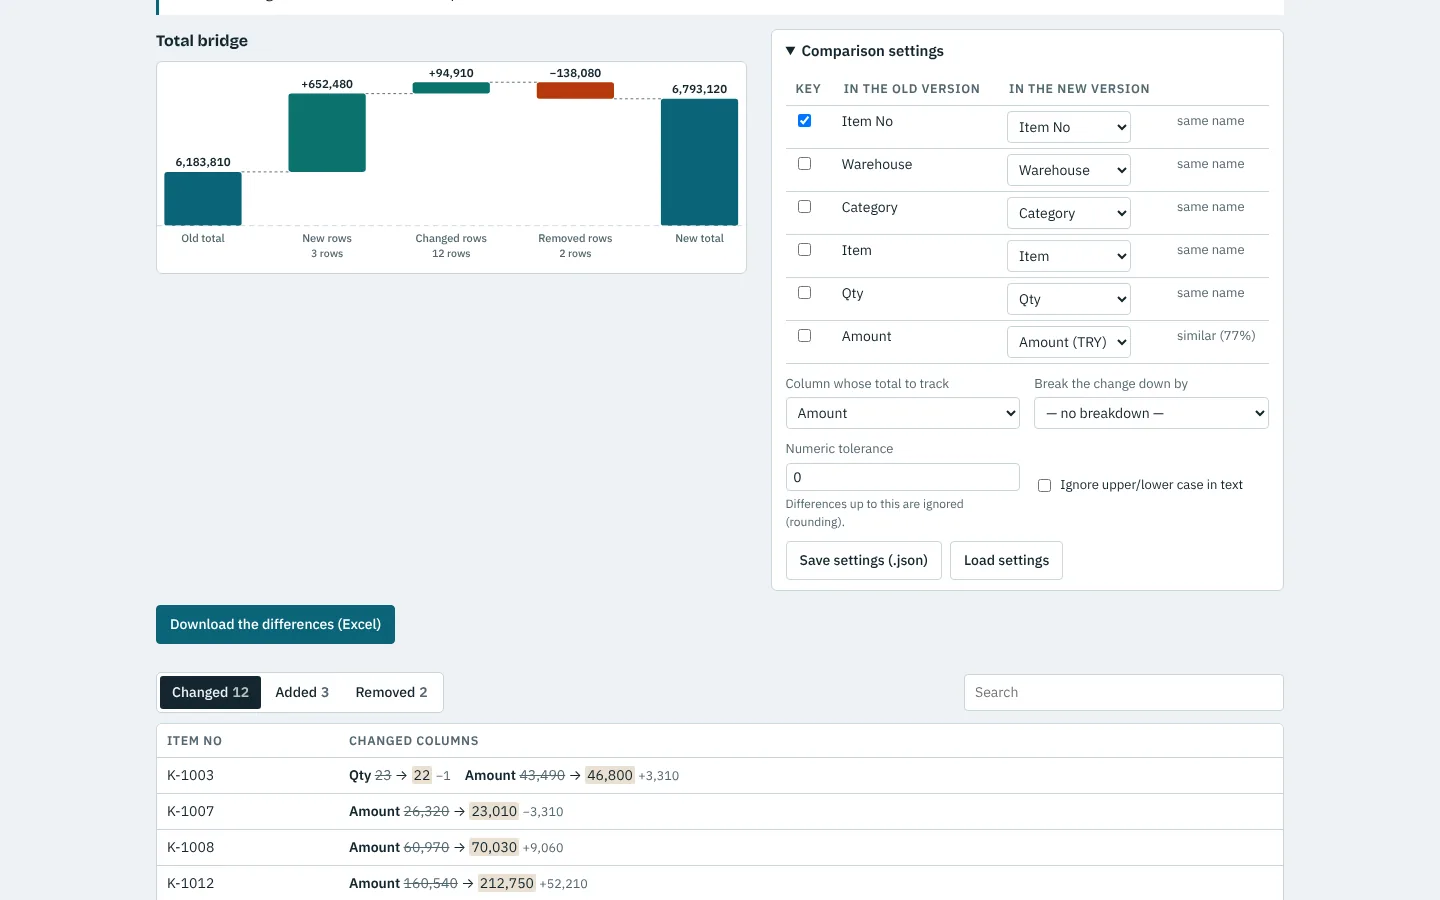 Total bridge
+652,480
+94,910
−138,080
6,793,120
6,183,810
Old total
New rows
3 rows
Changed rows
12 rows
Removed rows
2 rows
New total
▼ Comparison settings
KEY IN THE OLD VERSION IN THE NEW VERSION
Item No Item No same name
Warehouse Warehouse same name
Category Category same name
Item Item same name
Qty Qty same name
Amount Amount (TRY) similar (77%)
Column whose total to track
Amount
Break the change down by
— no breakdown —
Numeric tolerance
0
Differences up to this are ignored
(rounding).
Ignore upper/lower case in text
Save settings (.json) Load settings
Download the differences (Excel)
Changed 12 Added 3 Removed 2
Search
ITEM NO CHANGED COLUMNS
K-1003 Qty 23 → 22 −1 Amount 43,490 → 46,800 +3,310
K-1007 Amount 26,320 → 23,010 −3,310
K-1008 Amount 60,970 → 70,030 +9,060
K-1012 Amount 160,540 → 212,750 +52,210